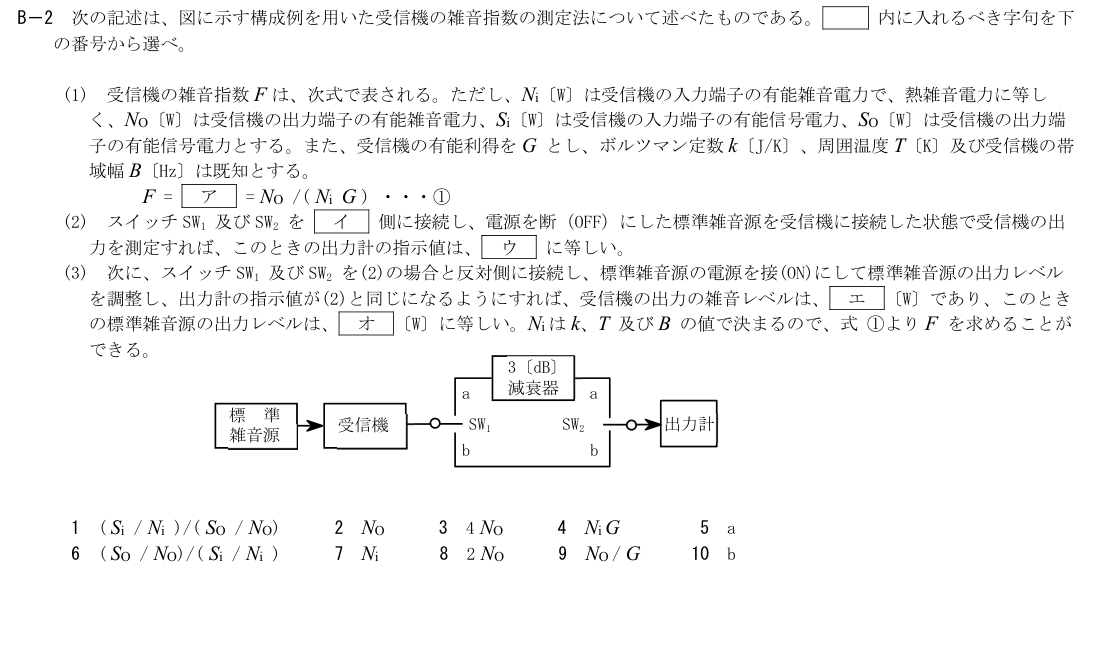 B－2 次の記述は、図に示す構成例を用いた受信機の雑音指数の測定法について述べたものである。□内に入れるべき字句を下
の番号から選べ。
(1) 受信機の雑音指数Fは、次式で表される。ただし、Ni〔W〕は受信機の入力端子の有能雑音電力で、熱雑音電力に等し
く、NO〔W〕は受信機の出力端子の有能雑音電力、Si〔W〕は受信機の入力端子の有能信号電力、SO〔W〕は受信機の出力端
子の有能信号電力とする。また、受信機の有能利得をG とし、ボルツマン定数k〔J/K〕、周囲温度T〔K〕及び受信機の帯
域幅B〔Hz〕は既知とする。
F = ア = NO /( Ni G ) ・・・①
(2) スイッチSW1 及びSW2 を イ 側に接続し、電源を断 (OFF) にした標準雑音源を受信機に接続した状態で受信機の出
力を測定すれば、このときの出力計の指示値は、 ウ に等しい。
(3) 次に、スイッチSW1 及びSW2 を(2)の場合と反対側に接続し、標準雑音源の電源を接(ON)にして標準雑音源の出力レベル
を調整し、出力計の指示値が(2)と同じになるようにすれば、受信機の出力の雑音レベルは、 エ 〔W〕であり、このとき
の標準雑音源の出力レベルは、 オ 〔W〕に等しい。Niはk、T 及びB の値で決まるので、式 ①より F を求めることが
できる。
3〔dB〕
減衰器
a a
標 準
雑音源
受信機
SW1 SW2
出力計
b b
1 ( Si / Ni )/( SO / NO) 2 NO 3 4 NO 4 NiG 5 a
6 ( SO / NO)/( Si / Ni ) 7 Ni 8 2 NO 9 NO/ G 10 b